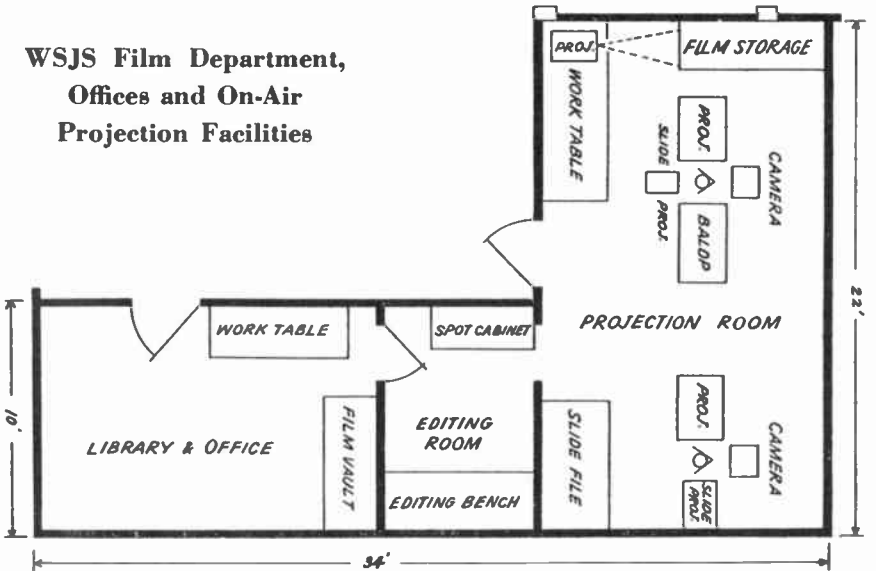 WSJS Film Department,
Offices and On-Air
Projection Facilities
PROJ.
FILM STORAGE
WORK TABLE
PROJ.
SLIDE
PROJ.
CAMERA
BALOP
22'
WORK TABLE
SPOT CABINET
PROJECTION ROOM
10'
LIBRARY & OFFICE
FILM VAULT
EDITING
ROOM
EDITING BENCH
SLIDE FILE
PROJ.
CAMERA
SLIDE
PROJ.
34'